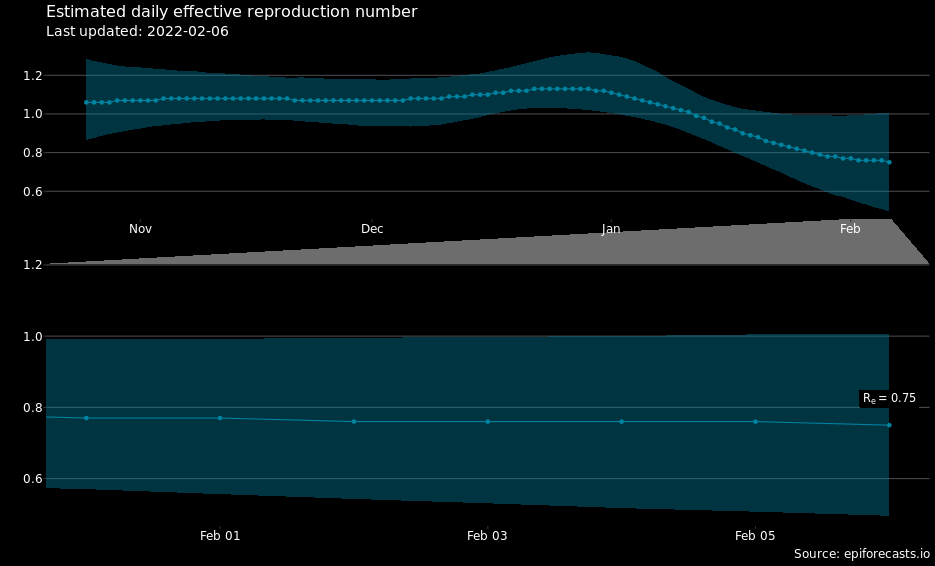 Estimated daily effective reproduction number
Last updated: 2022-02-06
1.2
1.0
0.8
0.6
Nov Dec Jan Feb
1.2
1.0
0.8
0.6
Re = 0.75
Feb 01 Feb 03 Feb 05
Source: epiforecasts.io